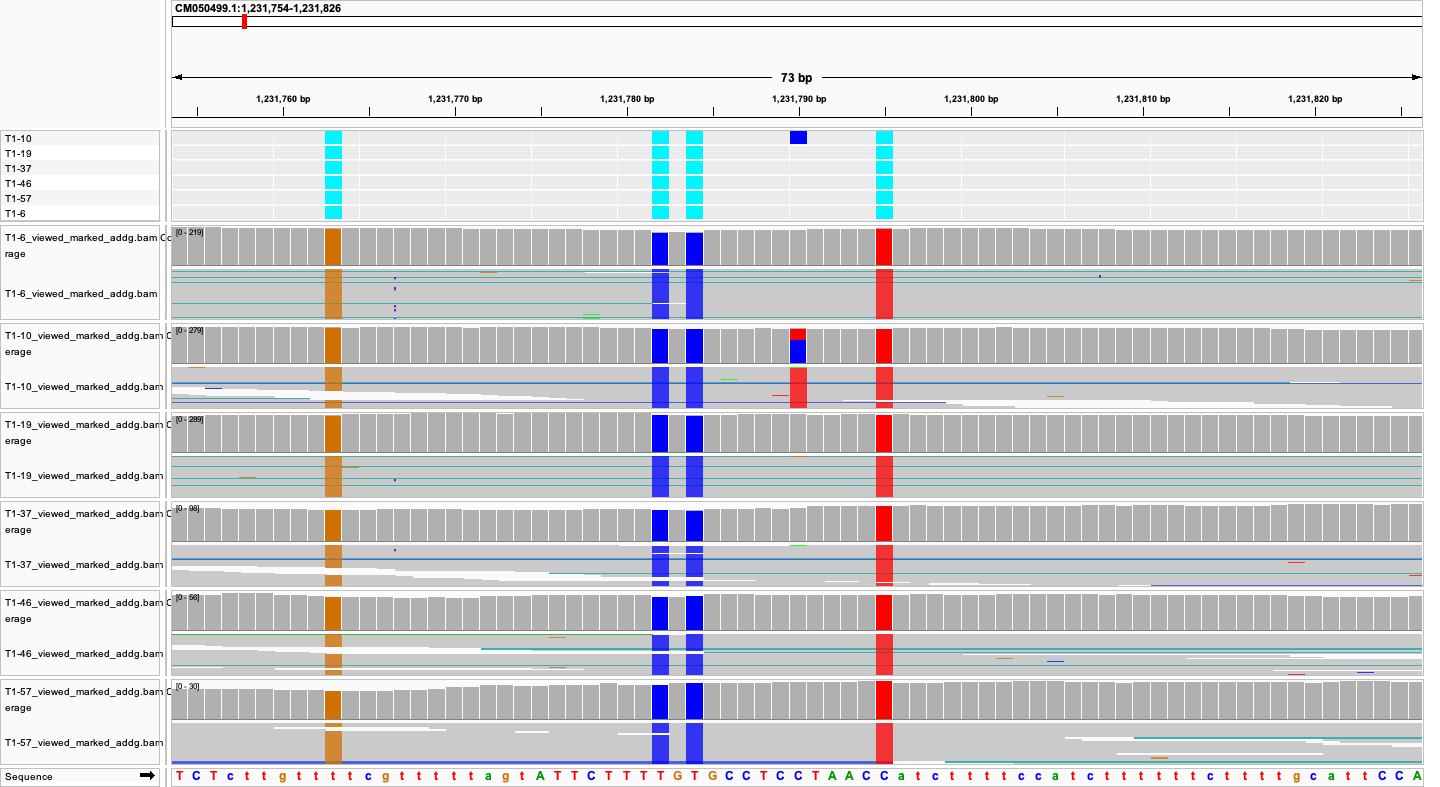 CM050499.1:1,231,754-1,231,826
73 bp
1,231,760 bp 1,231,770 bp 1,231,780 bp 1,231,790 bp 1,231,800 bp 1,231,810 bp 1,231,820 bp
T1-10
T1-19
T1-37
T1-46
T1-57
T1-6
T1-6_viewed_marked_addg.bam Co
rage
[0 - 219]
T1-6_viewed_marked_addg.bam
T1-10_viewed_marked_addg.bam C
erage
[0 - 279]
T1-10_viewed_marked_addg.bam
T1-19_viewed_marked_addg.bam C
erage
[0 - 289]
T1-19_viewed_marked_addg.bam
T1-37_viewed_marked_addg.bam C
erage
[0 - 98]
T1-37_viewed_marked_addg.bam
T1-46_viewed_marked_addg.bam C
erage
[0 - 56]
T1-46_viewed_marked_addg.bam
T1-57_viewed_marked_addg.bam C
erage
[0 - 30]
T1-57_viewed_marked_addg.bam
Sequence T C T c t t g t t t t c g t t t t t a g t A T T C T T T T G T G C C T C C T A A C C a t c t t t t c c a t c t t t t t t c t t t t g c a t t C C A